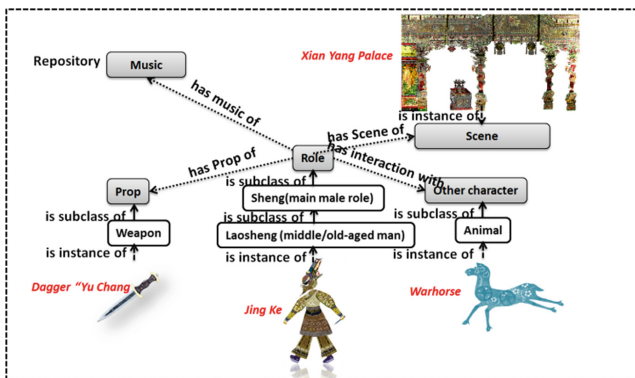 Repository
Music
Xian Yang Palace
has music of
is instance of
has Scene of
Scene
Role
has Prop of
has interaction with
Prop
is subclass of
Sheng(main male role)
Other character
is subclass of
is subclass of
is subclass of
Weapon
Laosheng (middle/old-aged man)
Animal
is instance of
is instance of
is instance of
Dagger "Yu Chang
Jing Ke
Warhorse